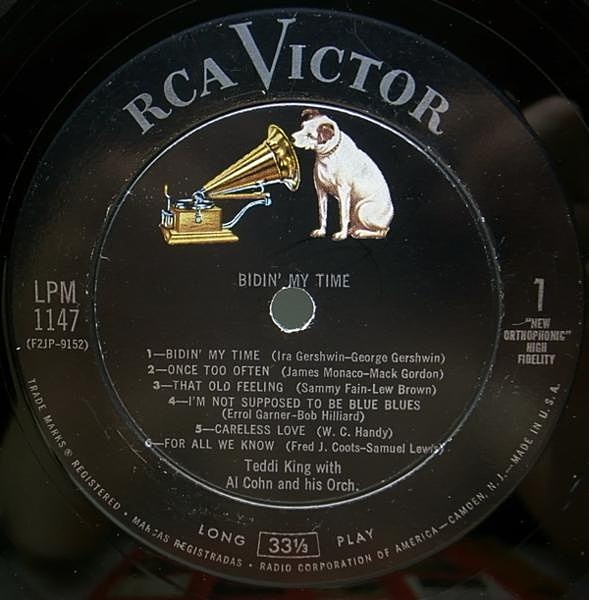 RCA VICTOR
BIDIN' MY TIME
LPM
1147
(F2JP-9152)
1
"NEW
ORTHOPHONIC"
HIGH
FIDELITY
1—BIDIN' MY TIME (Ira Gershwin–George Gershwin)
2—ONCE TOO OFTEN (James Monaco–Mack Gordon)
3—THAT OLD FEELING (Sammy Fain–Lew Brown)
4—I'M NOT SUPPOSED TO BE BLUE BLUES
(Errol Garner–Bob Hilliard)
5—CARELESS LOVE (W. C. Handy)
6—FOR ALL WE KNOW (Fred J. Coots–Samuel Lewis)
Teddi King with
Al Cohn and his Orch.
LONG 33⅓ PLAY
TRADE MARKS ® REGISTERED • MARCAS REGISTRADAS • RADIO CORPORATION OF AMERICA—CAMDEN, N. J.—MADE IN U. S. A.